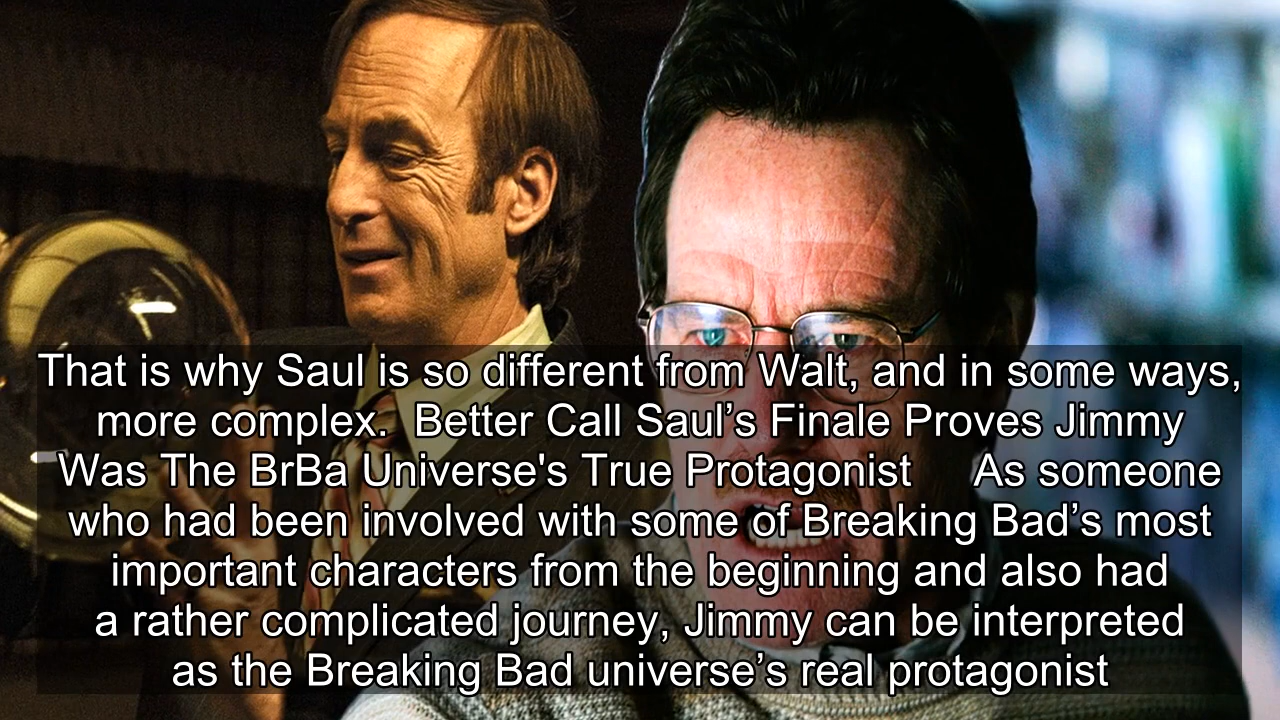 That is why Saul is so different from Walt, and in some ways,
more complex.  Better Call Saul’s Finale Proves Jimmy
Was The BrBa Universe's True Protagonist      As someone
who had been involved with some of Breaking Bad’s most
important characters from the beginning and also had
a rather complicated journey, Jimmy can be interpreted
as the Breaking Bad universe’s real protagonist